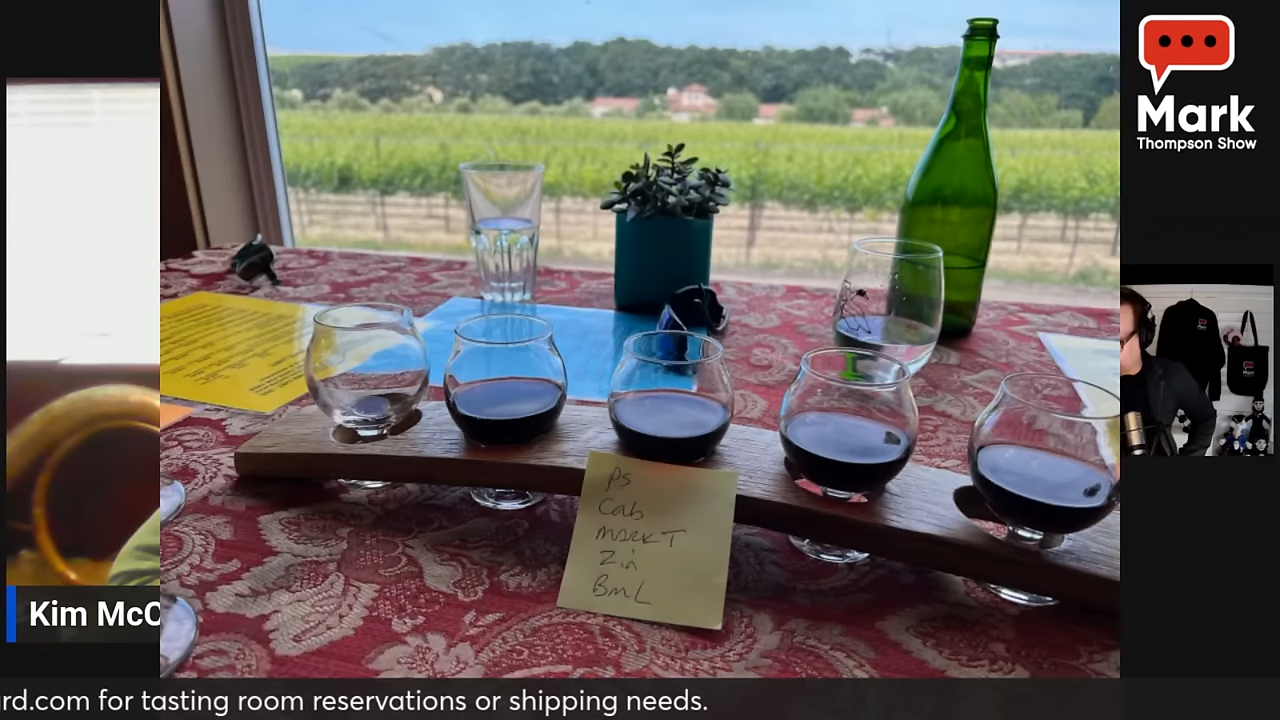 Mark
Thompson Show
Ps
Cab
MARKT
Zin
BmL
Kim McC
rd.com for tasting room reservations or shipping needs.